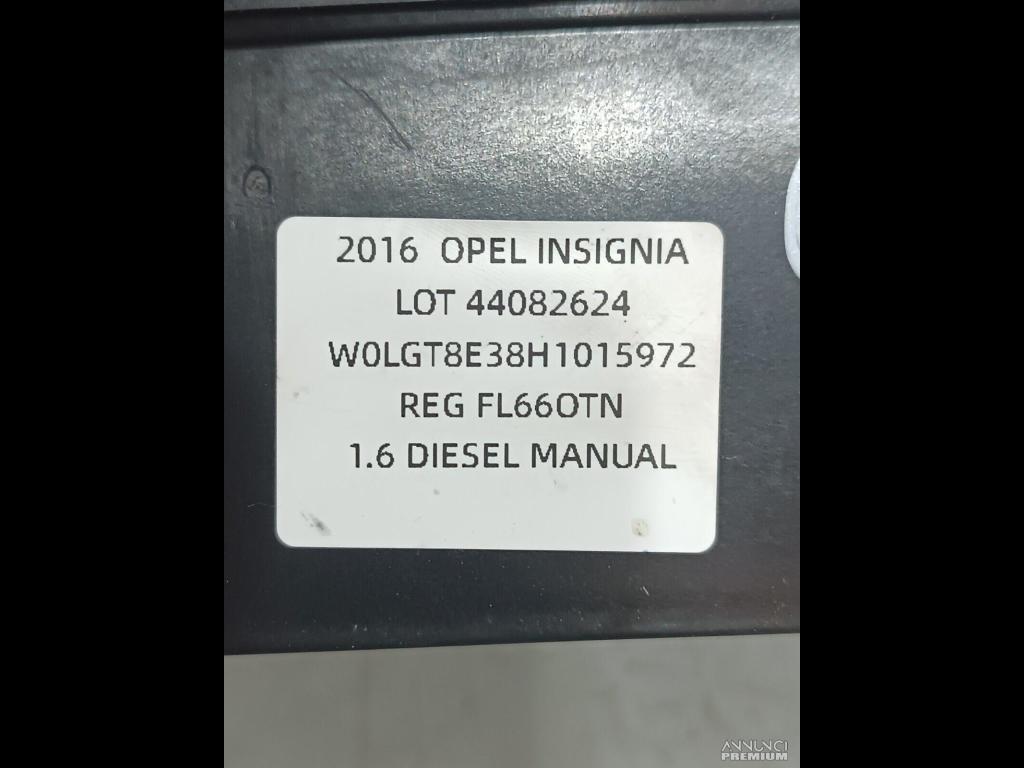 2016 OPEL INSIGNIA
LOT 44082624
W0LGT8E38H1015972
REG FL66OTN
1.6 DIESEL MANUAL
ANNUNCI
PREMIUM